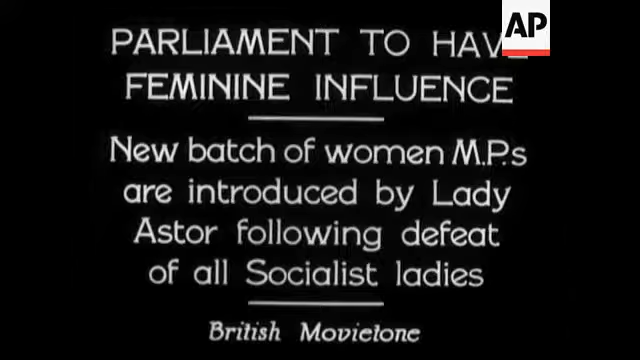 AP
PARLIAMENT TO HAVE
FEMININE INFLUENCE
New batch of women M.P.s
are introduced by Lady
Astor following defeat
of all Socialist ladies
British Movietone